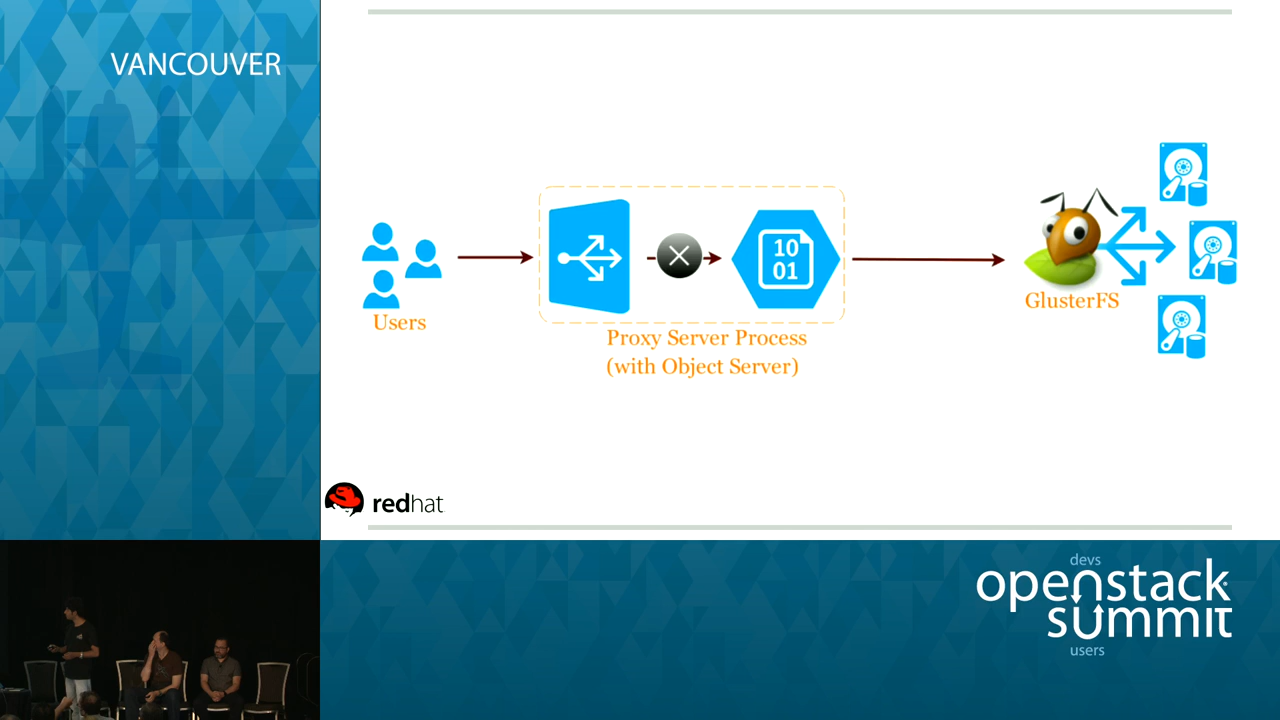 VANCOUVER
10
01
Users
Proxy Server Process
(with Object Server)
GlusterFS
redhat
devs
openstack
summit
users